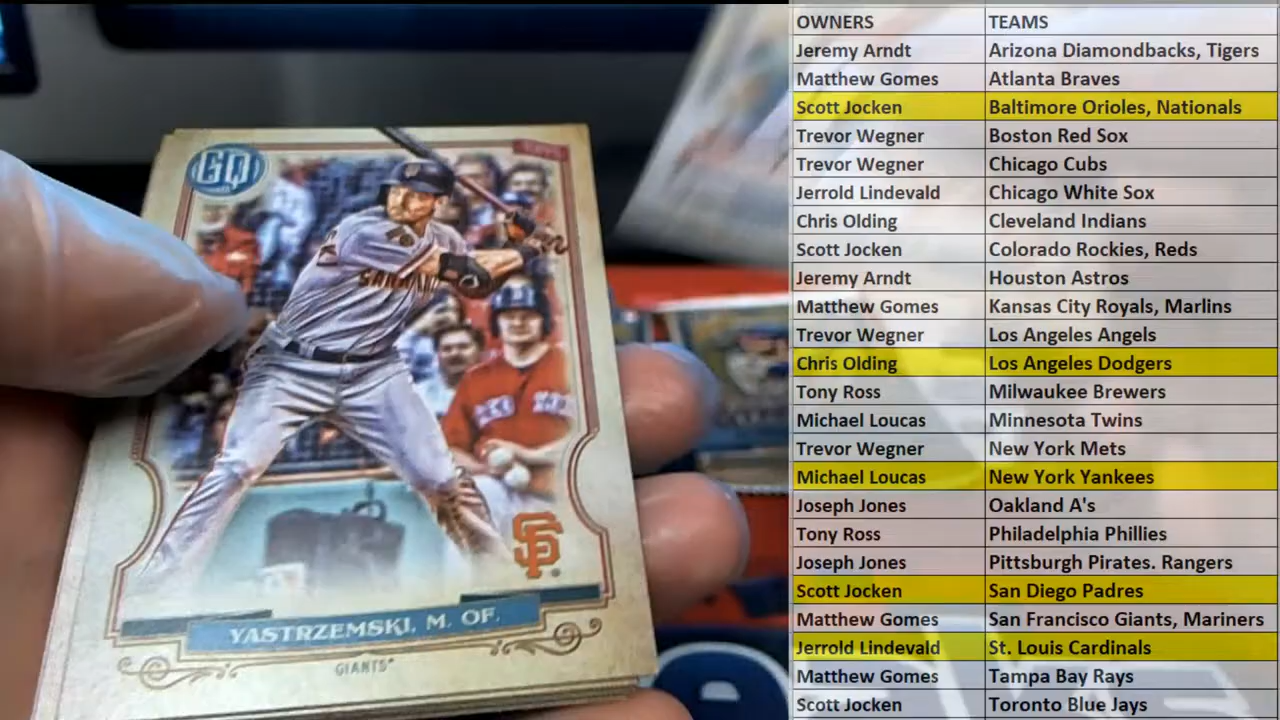 GQ
SAN
RED
SF
YASTRZEMSKI, M. OF.
GIANTS
OWNERS TEAMS
Jeremy Arndt Arizona Diamondbacks, Tigers
Matthew Gomes Atlanta Braves
Scott Jocken Baltimore Orioles, Nationals
Trevor Wegner Boston Red Sox
Trevor Wegner Chicago Cubs
Jerrold Lindevald Chicago White Sox
Chris Olding Cleveland Indians
Scott Jocken Colorado Rockies, Reds
Jeremy Arndt Houston Astros
Matthew Gomes Kansas City Royals, Marlins
Trevor Wegner Los Angeles Angels
Chris Olding Los Angeles Dodgers
Tony Ross Milwaukee Brewers
Michael Loucas Minnesota Twins
Trevor Wegner New York Mets
Michael Loucas New York Yankees
Joseph Jones Oakland A's
Tony Ross Philadelphia Phillies
Joseph Jones Pittsburgh Pirates. Rangers
Scott Jocken San Diego Padres
Matthew Gomes San Francisco Giants, Mariners
Jerrold Lindevald St. Louis Cardinals
Matthew Gomes Tampa Bay Rays
Scott Jocken Toronto Blue Jays